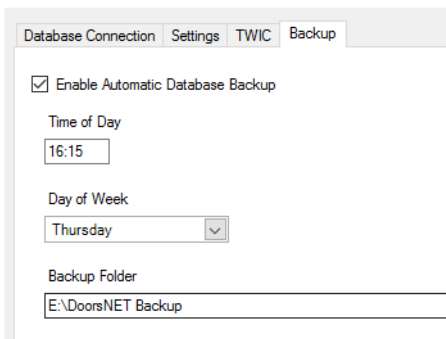 Database Connection Settings TWIC Backup
Enable Automatic Database Backup
Time of Day
16:15
Day of Week
Thursday
Backup Folder
E:\DoorsNET Backup